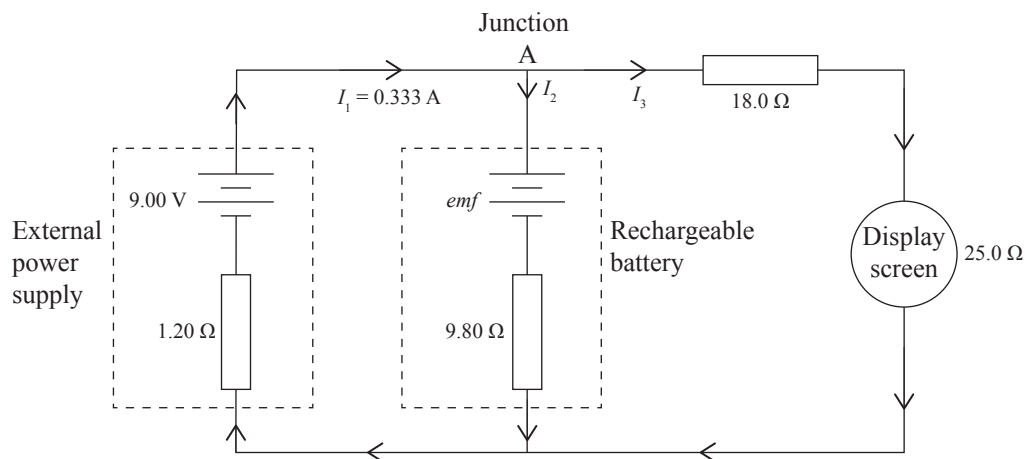 Junction
A
I₁ = 0.333 A
I₂
I₃
18.0 Ω
9.00 V
emf
External
power
supply
Rechargeable
battery
Display
screen
25.0 Ω
1.20 Ω
9.80 Ω